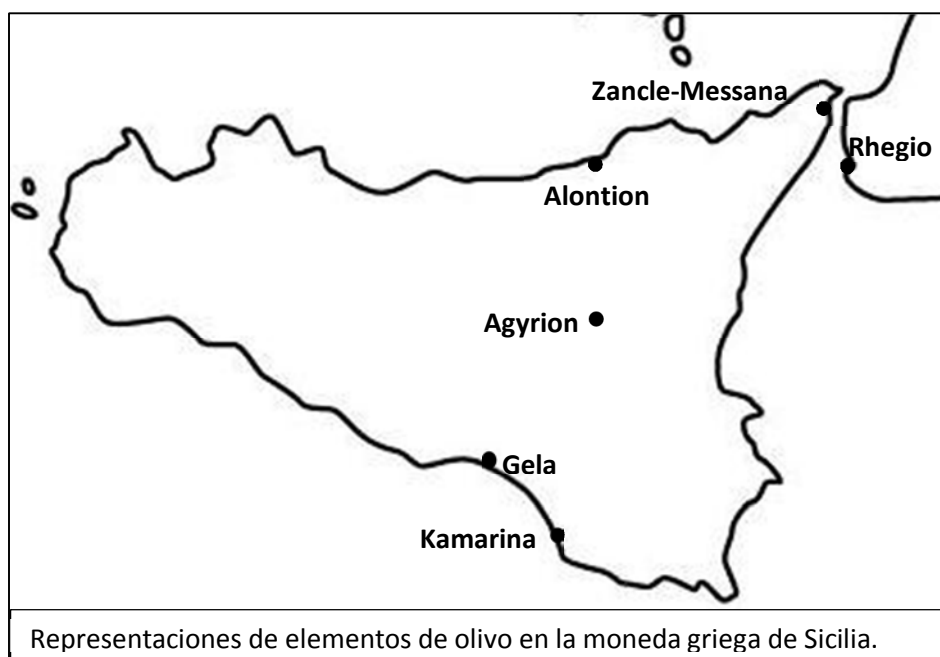 Zancle-Messana
Rhegio
Alontion
Agyrion
Gela
Kamarina
Representaciones de elementos de olivo en la moneda griega de Sicilia.